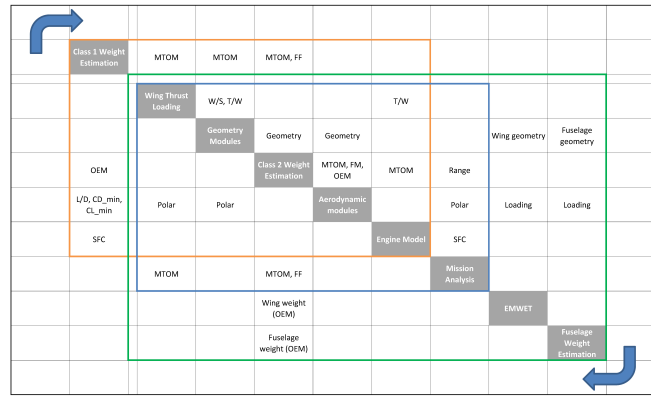 Class 1 Weight
Estimation
MTOM
MTOM
MTOM, FF
Wing Thrust
Loading
W/S, T/W
T/W
Geometry
Modules
Geometry
Geometry
Wing geometry
Fuselage
geometry
OEM
Class 2 Weight
Estimation
MTOM, FM,
OEM
MTOM
Range
L/D, CD_min,
CL_min
Polar
Polar
Aerodynamic
modules
Polar
Loading
Loading
SFC
Engine Model
SFC
MTOM
MTOM, FF
Mission
Analysis
Wing weight
(OEM)
EMWET
Fuselage
weight (OEM)
Fuselage
Weight
Estimation